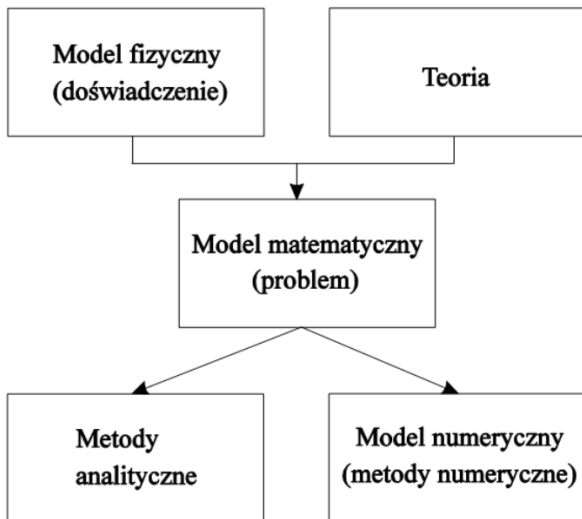 Model fizyczny
(doświadczenie)
Teoria
Model matematyczny
(problem)
Metody
analityczne
Model numeryczny
(metody numeryczne)